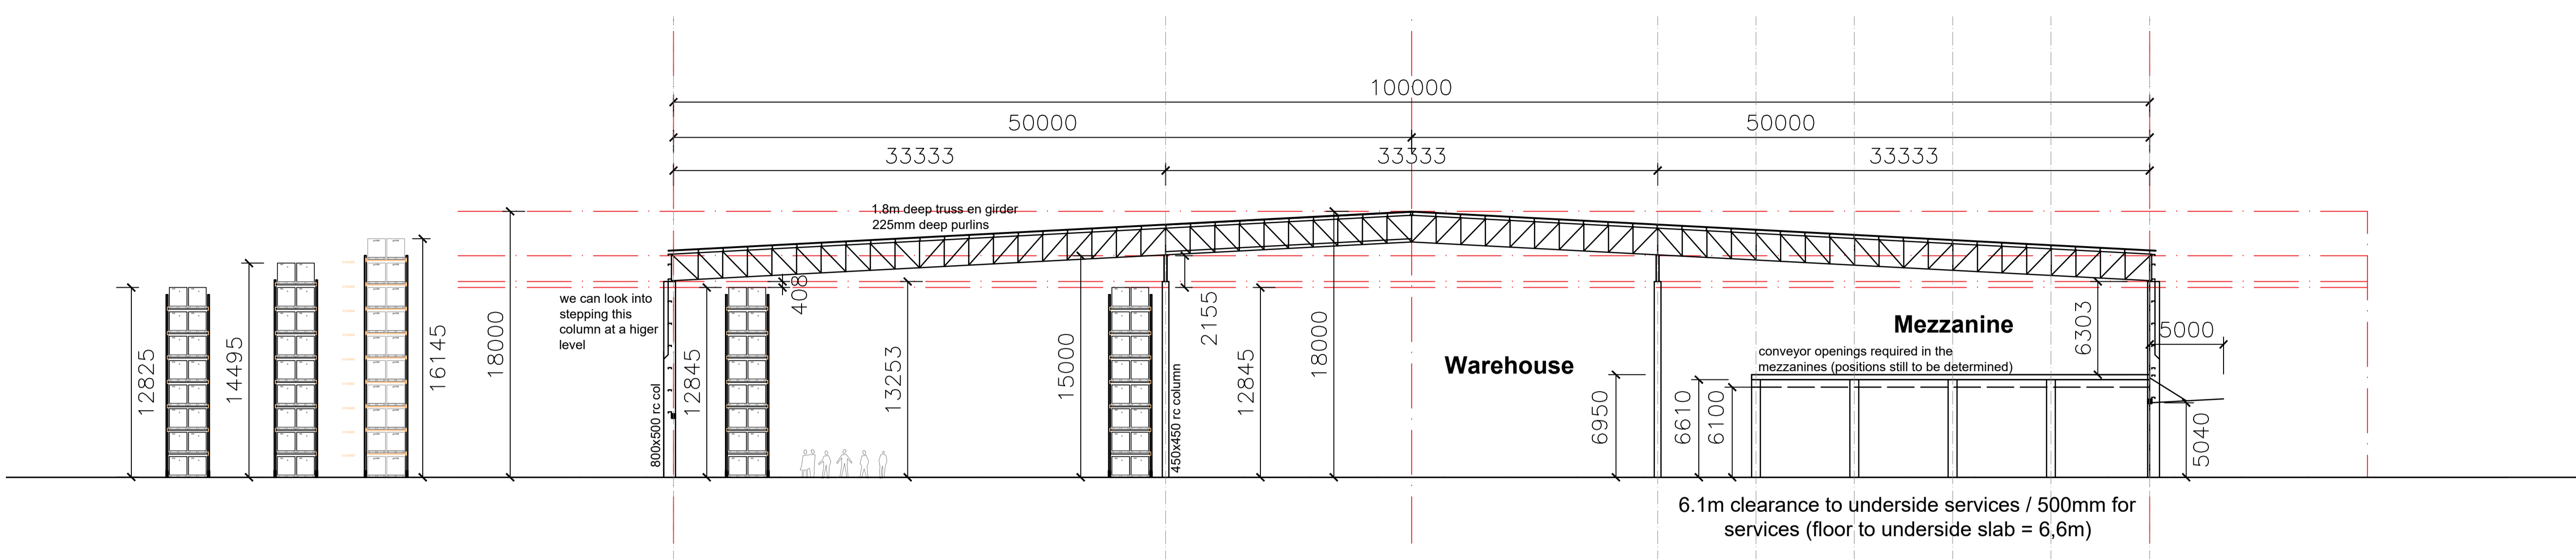 100000
50000
50000
33333
33333
33333
1.8m deep truss en girder
225mm deep purlins
we can look into
stepping this
column at a higer
level
12825
14495
16145
18000
800x500 rc col
12845
408
13253
15000
450x450 rc column
2155
12845
18000
Warehouse
Mezzanine
conveyor openings required in the
mezzanines (positions still to be determined)
6950
6610
6100
6303
5000
5040
6.1m clearance to underside services / 500mm for
services (floor to underside slab = 6,6m)